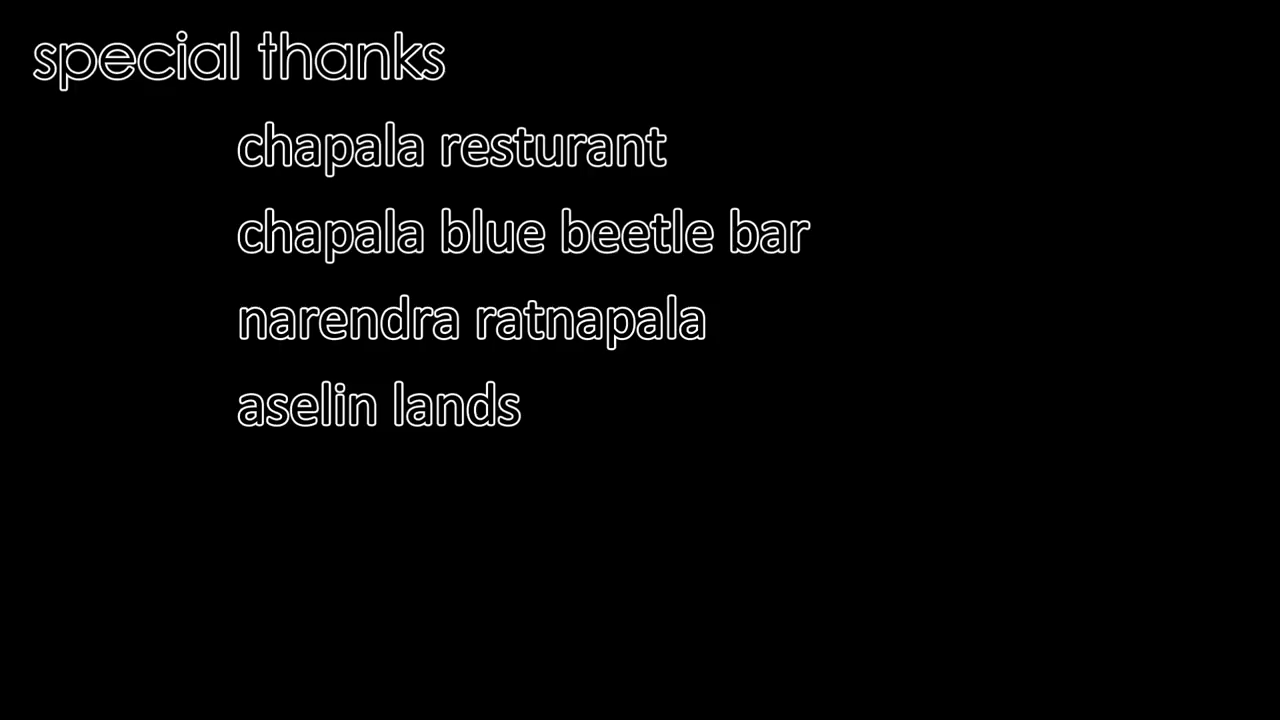 special thanks
chapala resturant
chapala blue beetle bar
narendra ratnapala
aselin lands